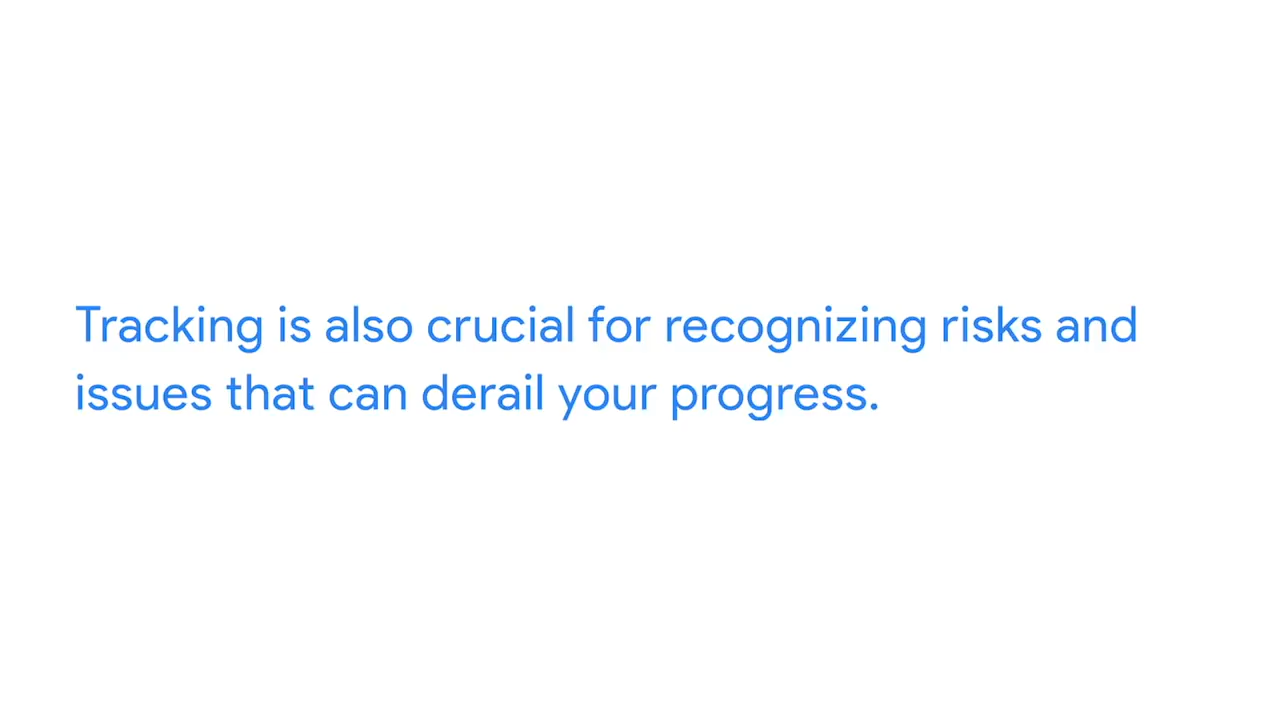 Tracking is also crucial for recognizing risks and
issues that can derail your progress.